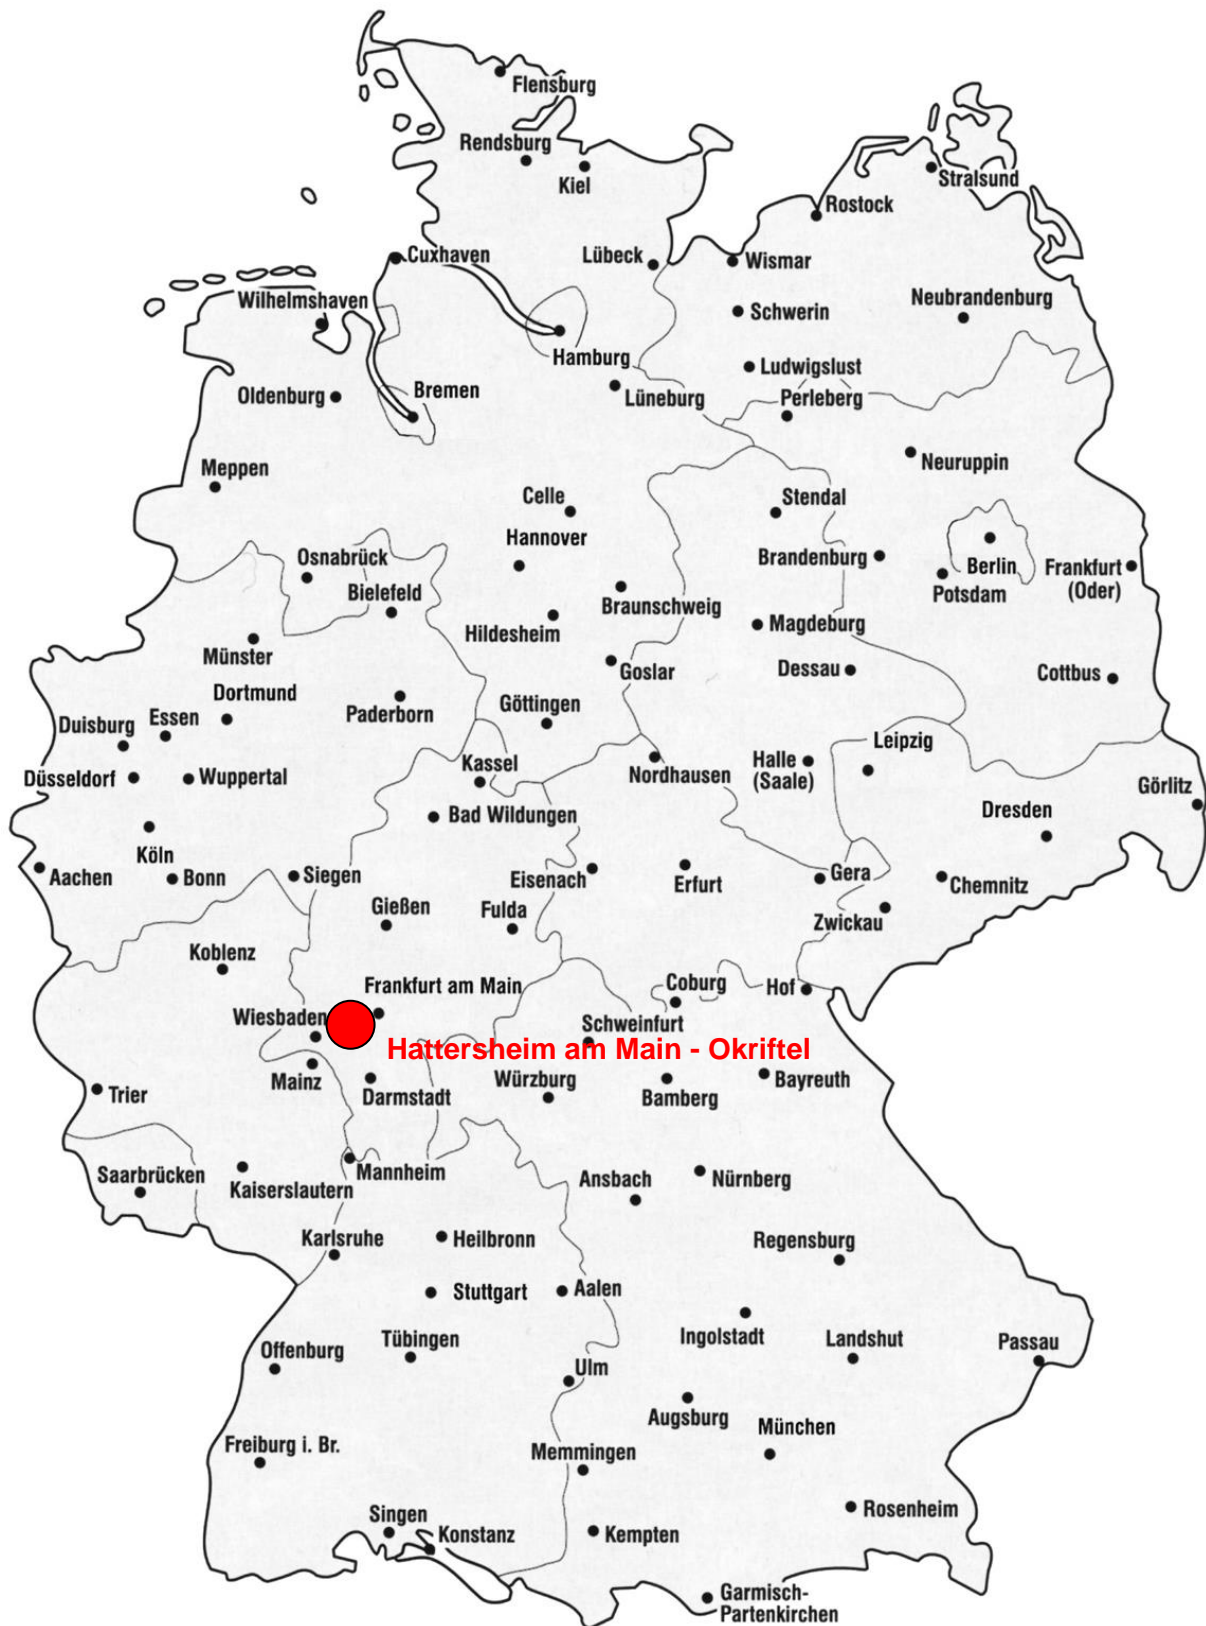 Flensburg
Rendsburg
Kiel
Stralsund
Rostock
Cuxhaven
Lübeck
Wismar
Wilhelmshaven
Schwerin
Neubrandenburg
Hamburg
Ludwigslust
Oldenburg
Bremen
Lüneburg
Perleberg
Meppen
Neuruppin
Celle
Stendal
Hannover
Osnabrück
Brandenburg
Berlin
Frankfurt
(Oder)
Bielefeld
Potsdam
Braunschweig
Hildesheim
Magdeburg
Münster
Goslar
Dessau
Cottbus
Dortmund
Paderborn
Göttingen
Duisburg
Essen
Leipzig
Düsseldorf
Wuppertal
Kassel
Nordhausen
Halle
(Saale)
Görlitz
Bad Wildungen
Dresden
Köln
Aachen
Bonn
Siegen
Eisenach
Erfurt
Gera
Chemnitz
Gießen
Fulda
Zwickau
Koblenz
Frankfurt am Main
Coburg
Hof
Wiesbaden
Schweinfurt
Hattersheim am Main - Okriftel
Mainz
Darmstadt
Würzburg
Bamberg
Bayreuth
Trier
Saarbrücken
Kaiserslautern
Mannheim
Ansbach
Nürnberg
Karlsruhe
Heilbronn
Regensburg
Stuttgart
Aalen
Offenburg
Tübingen
Ingolstadt
Landshut
Passau
Ulm
Augsburg
München
Freiburg i. Br.
Memmingen
Singen
Konstanz
Kempten
Rosenheim
Garmisch-
Partenkirchen